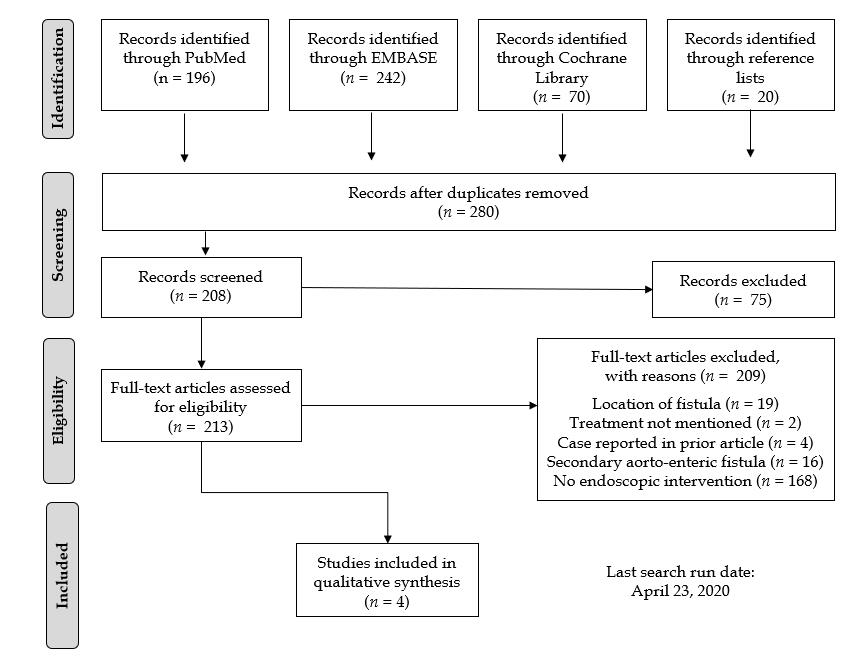 Identification
Records identified
through PubMed
(n = 196)
Records identified
through EMBASE
(n = 242)
Records identified
through Cochrane
Library
(n = 70)
Records identified
through reference
lists
(n = 20)
Screening
Records after duplicates removed
(n = 280)
Records screened
(n = 208)
Records excluded
(n = 75)
Eligibility
Full-text articles assessed
for eligibility
(n = 213)
Full-text articles excluded,
with reasons (n = 209)
Location of fistula (n = 19)
Treatment not mentioned (n = 2)
Case reported in prior article (n = 4)
Secondary aorto-enteric fistula (n = 16)
No endoscopic intervention (n = 168)
Included
Studies included in
qualitative synthesis
(n = 4)
Last search run date:
April 23, 2020